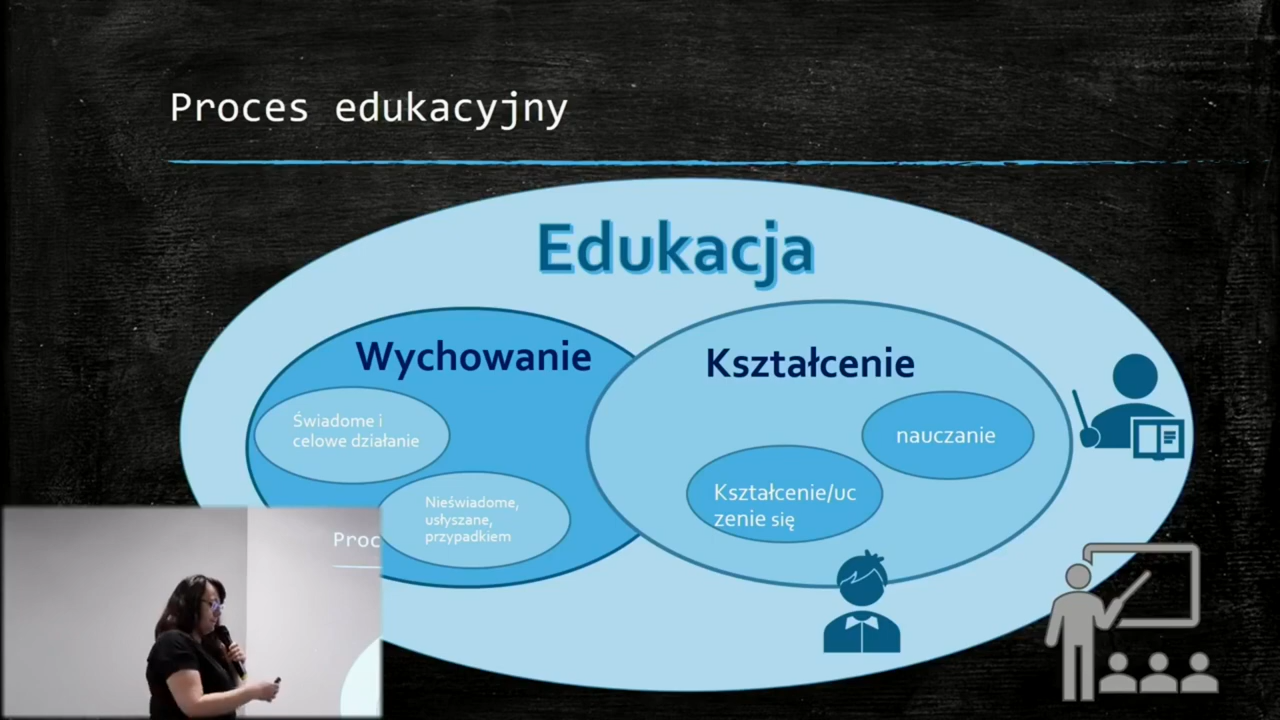 Proces edukacyjny
Edukacja
Wychowanie
Kształcenie
Świadome i
celowe działanie
nauczanie
Kształcenie/uc
zenie się
Nieświadome,
usłyszane,
przypadkiem
Proc